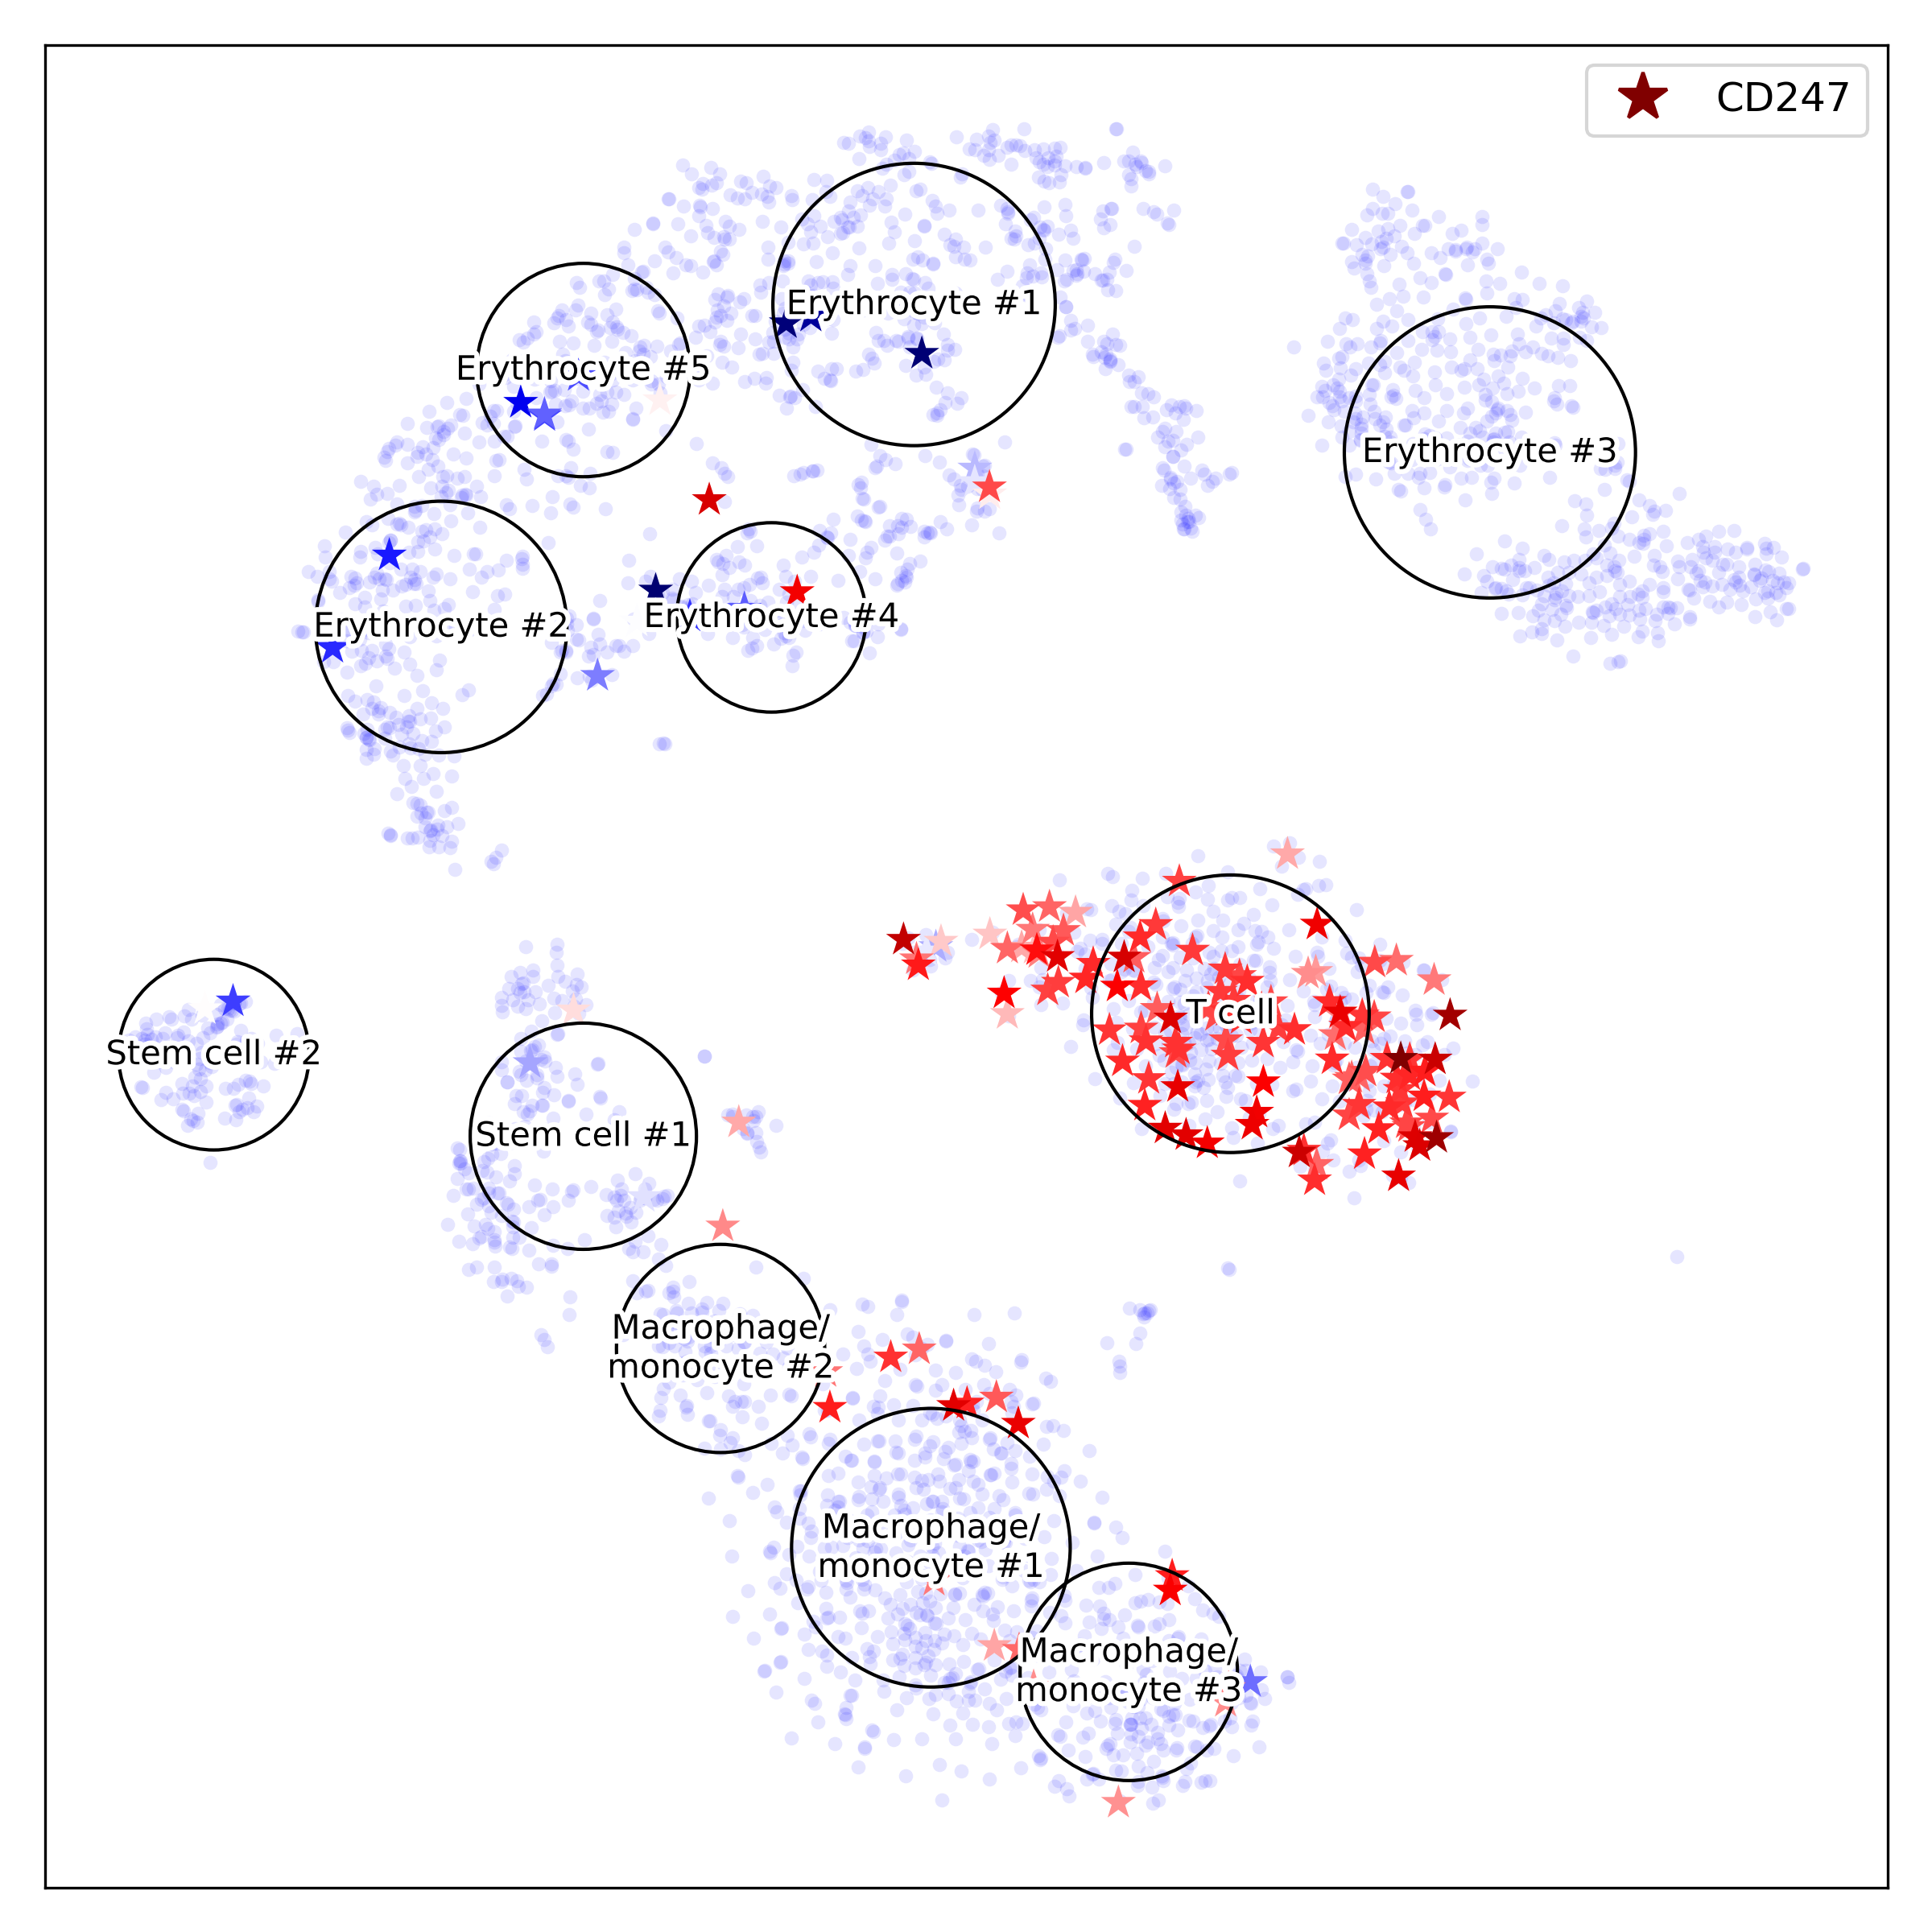 CD247
Erythrocyte #1
Erythrocyte #5
Erythrocyte #3
Erythrocyte #4
Erythrocyte #2
T cell
Stem cell #2
Stem cell #1
Macrophage/
monocyte #2
Macrophage/
monocyte #1
Macrophage/
monocyte #3